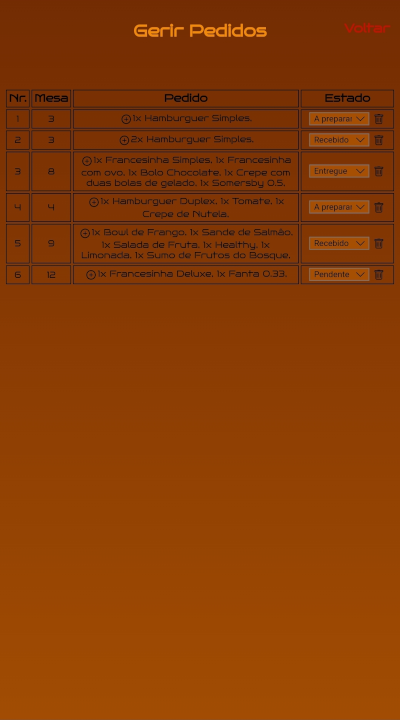 Gerir Pedidos
Voltar
Nr. Mesa Pedido Estado
1 3 1x Hamburguer Simples. A preparar
2 3 2x Hamburguer Simples. Recebido
3 8 1x Francesinha Simples, 1x Francesinha
com ovo, 1x Bolo Chocolate, 1x Crepe com
duas bolas de gelado, 1x Somersby 0.5. Entregue
4 4 1x Hamburguer Duplex, 1x Tomate, 1x
Crepe de Nutela. A preparar
5 9 1x Bowl de Frango, 1x Sande de Salmão,
1x Salada de Fruta, 1x Healthy, 1x
Limonada, 1x Sumo de Frutos do Bosque. Recebido
6 12 1x Francesinha Deluxe, 1x Fanta 0.33. Pendente